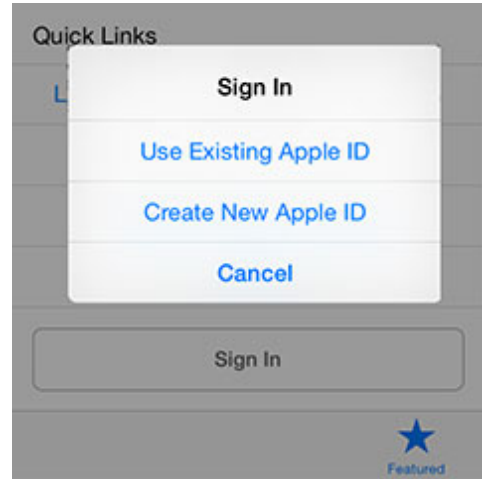 Quick Links
L
Sign In
Use Existing Apple ID
Create New Apple ID
Cancel
Sign In
Featured